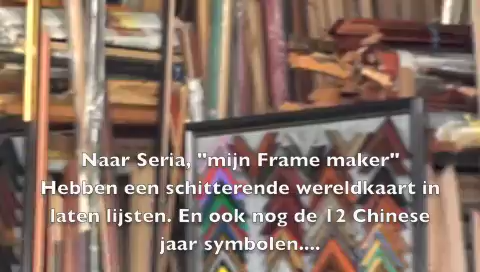 Naar Seria, "mijn Frame maker"
Hebben een schitterende wereldkaart in
laten lijsten. En ook nog de 12 Chinese
jaar symbolen....